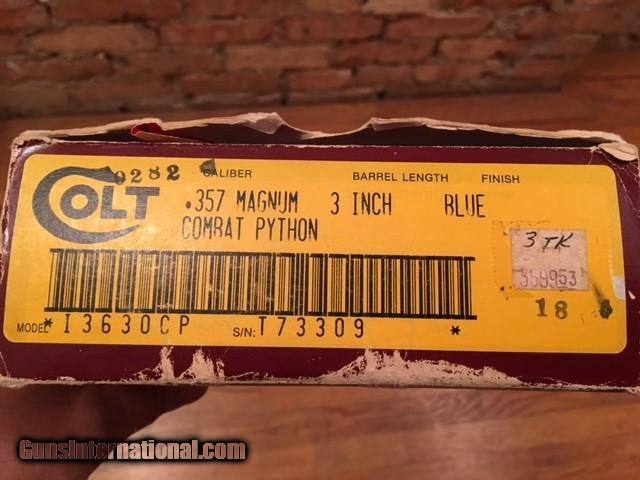 0282
COLT
CALIBER BARREL LENGTH FINISH
.357 MAGNUM 3 INCH BLUE
COMBAT PYTHON
3 TK
359953
18
MODEL * I3630CP S/N: T73309 *
GunsInternational.com